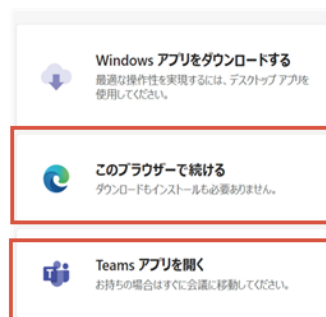 Windows アプリをダウンロードする
最適な操作性を実現するには、デスクトップ アプリを
使用してください。
このブラウザーで続ける
ダウンロードもインストールも必要ありません。
Teams アプリを開く
お持ちの場合はすぐに会議に移動してください。